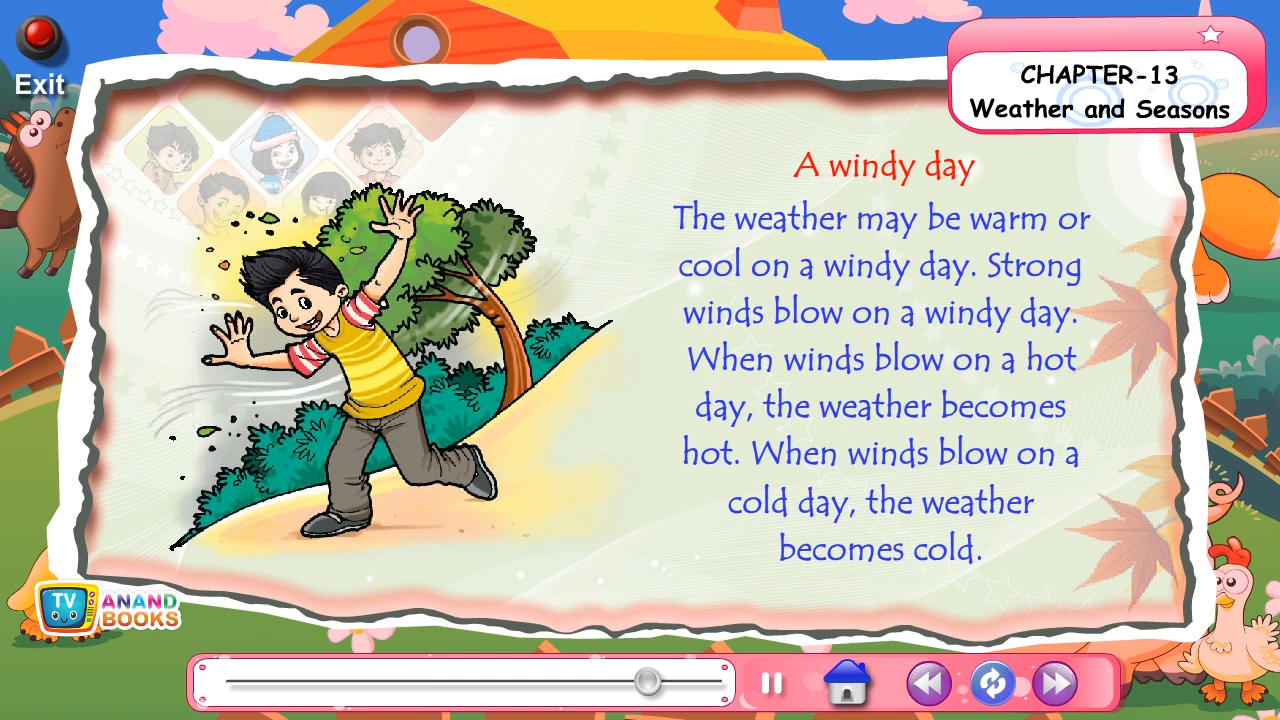 Exit
CHAPTER-13
Weather and Seasons
A windy day
The weather may be warm or
cool on a windy day. Strong
winds blow on a windy day.
When winds blow on a hot
day, the weather becomes
hot. When winds blow on a
cold day, the weather
becomes cold.
TV
ANAND
BOOKS